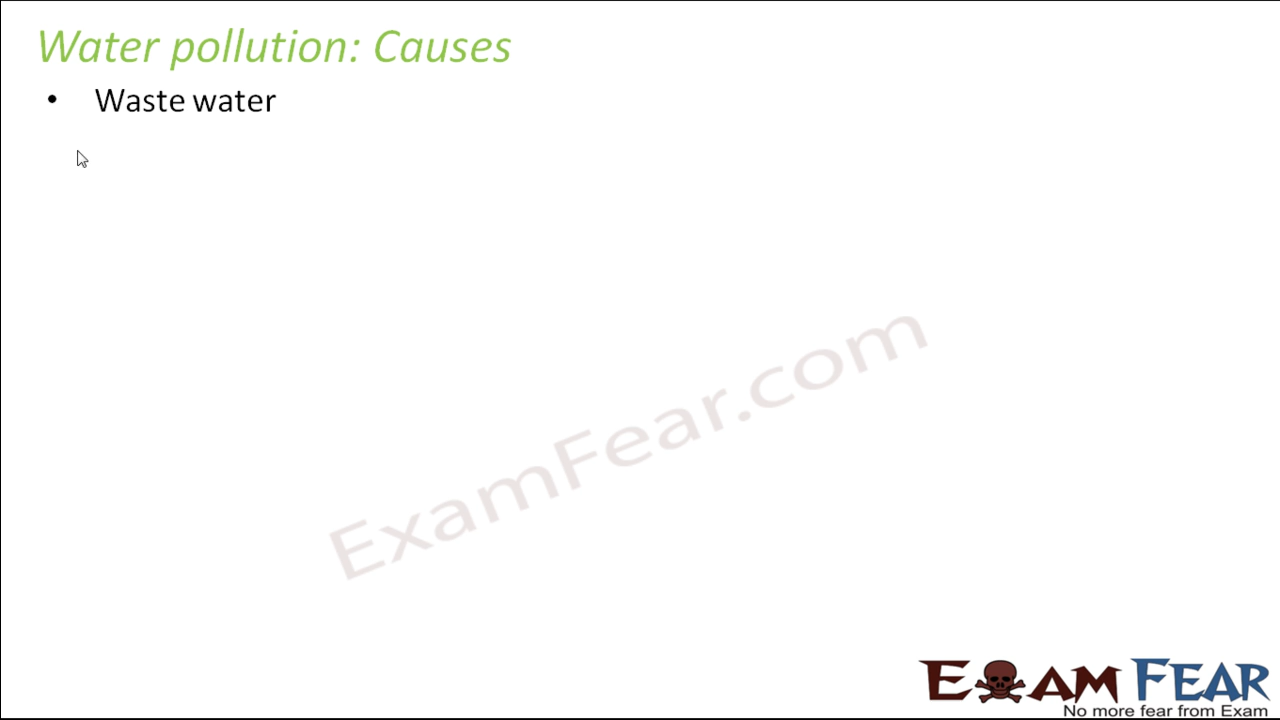 Water pollution: Causes
• Waste water
ExamFear.com
EXAM FEAR
No more fear from Exam